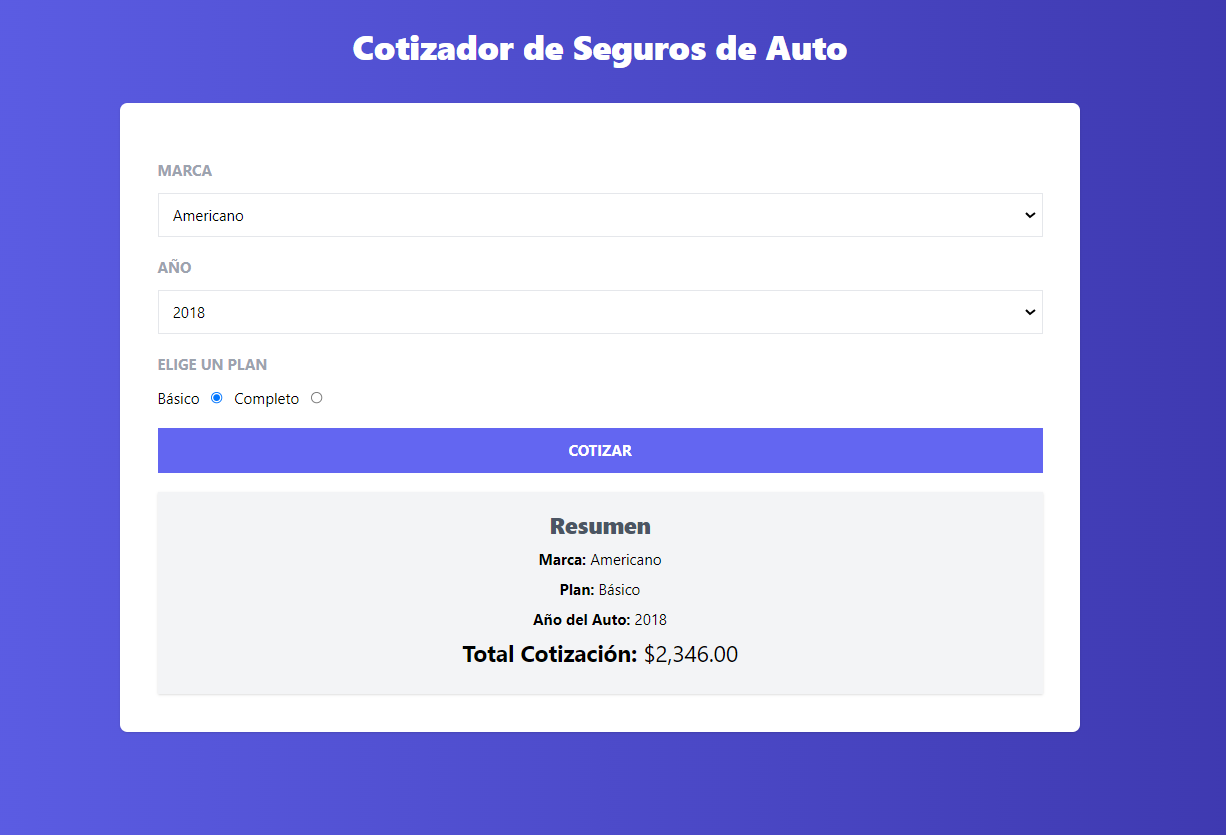 Cotizador de Seguros de Auto
MARCA
Americano
AÑO
2018
ELIGE UN PLAN
Básico Completo
COTIZAR
Resumen
Marca: Americano
Plan: Básico
Año del Auto: 2018
Total Cotización: $2,346.00